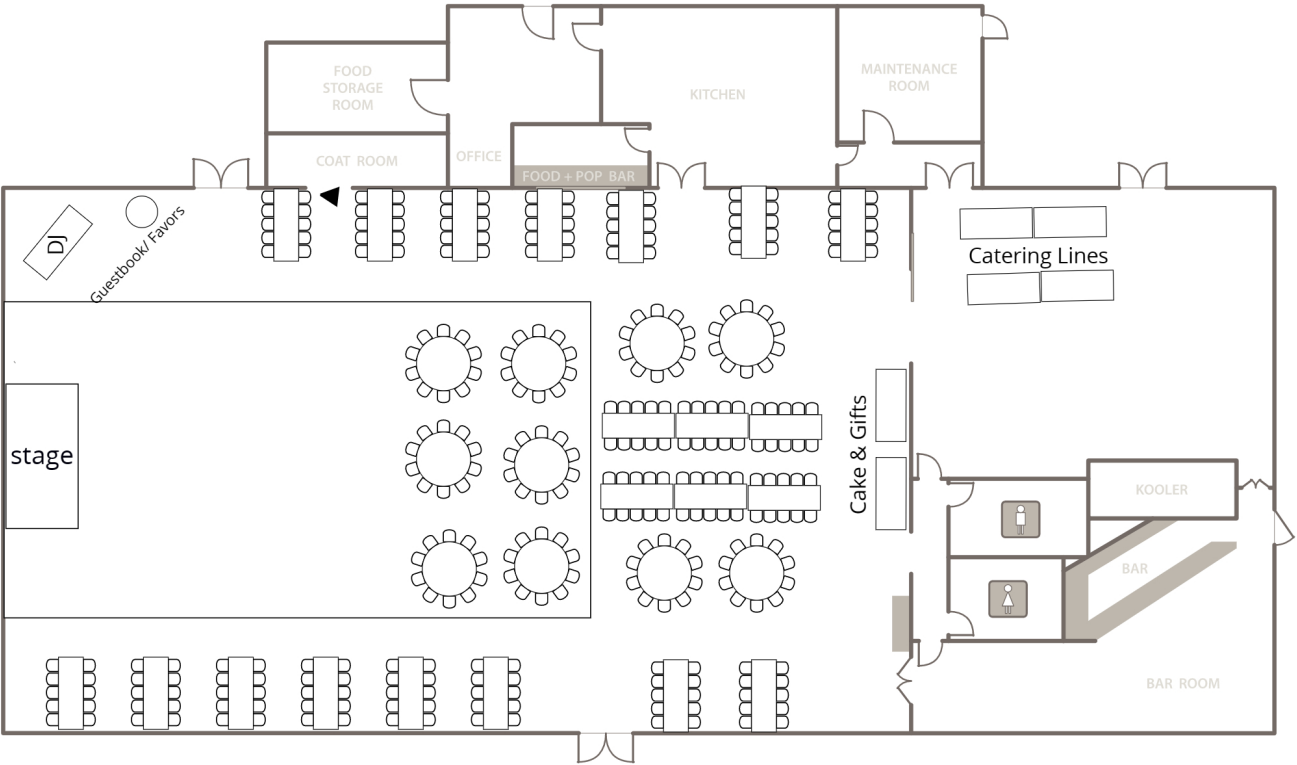 FOOD
STORAGE
ROOM
COAT ROOM
OFFICE
FOOD + POP BAR
KITCHEN
MAINTENANCE
ROOM
DJ
Guestbook/ Favors
Catering Lines
stage
Cake & Gifts
KOOLER
BAR
BAR ROOM